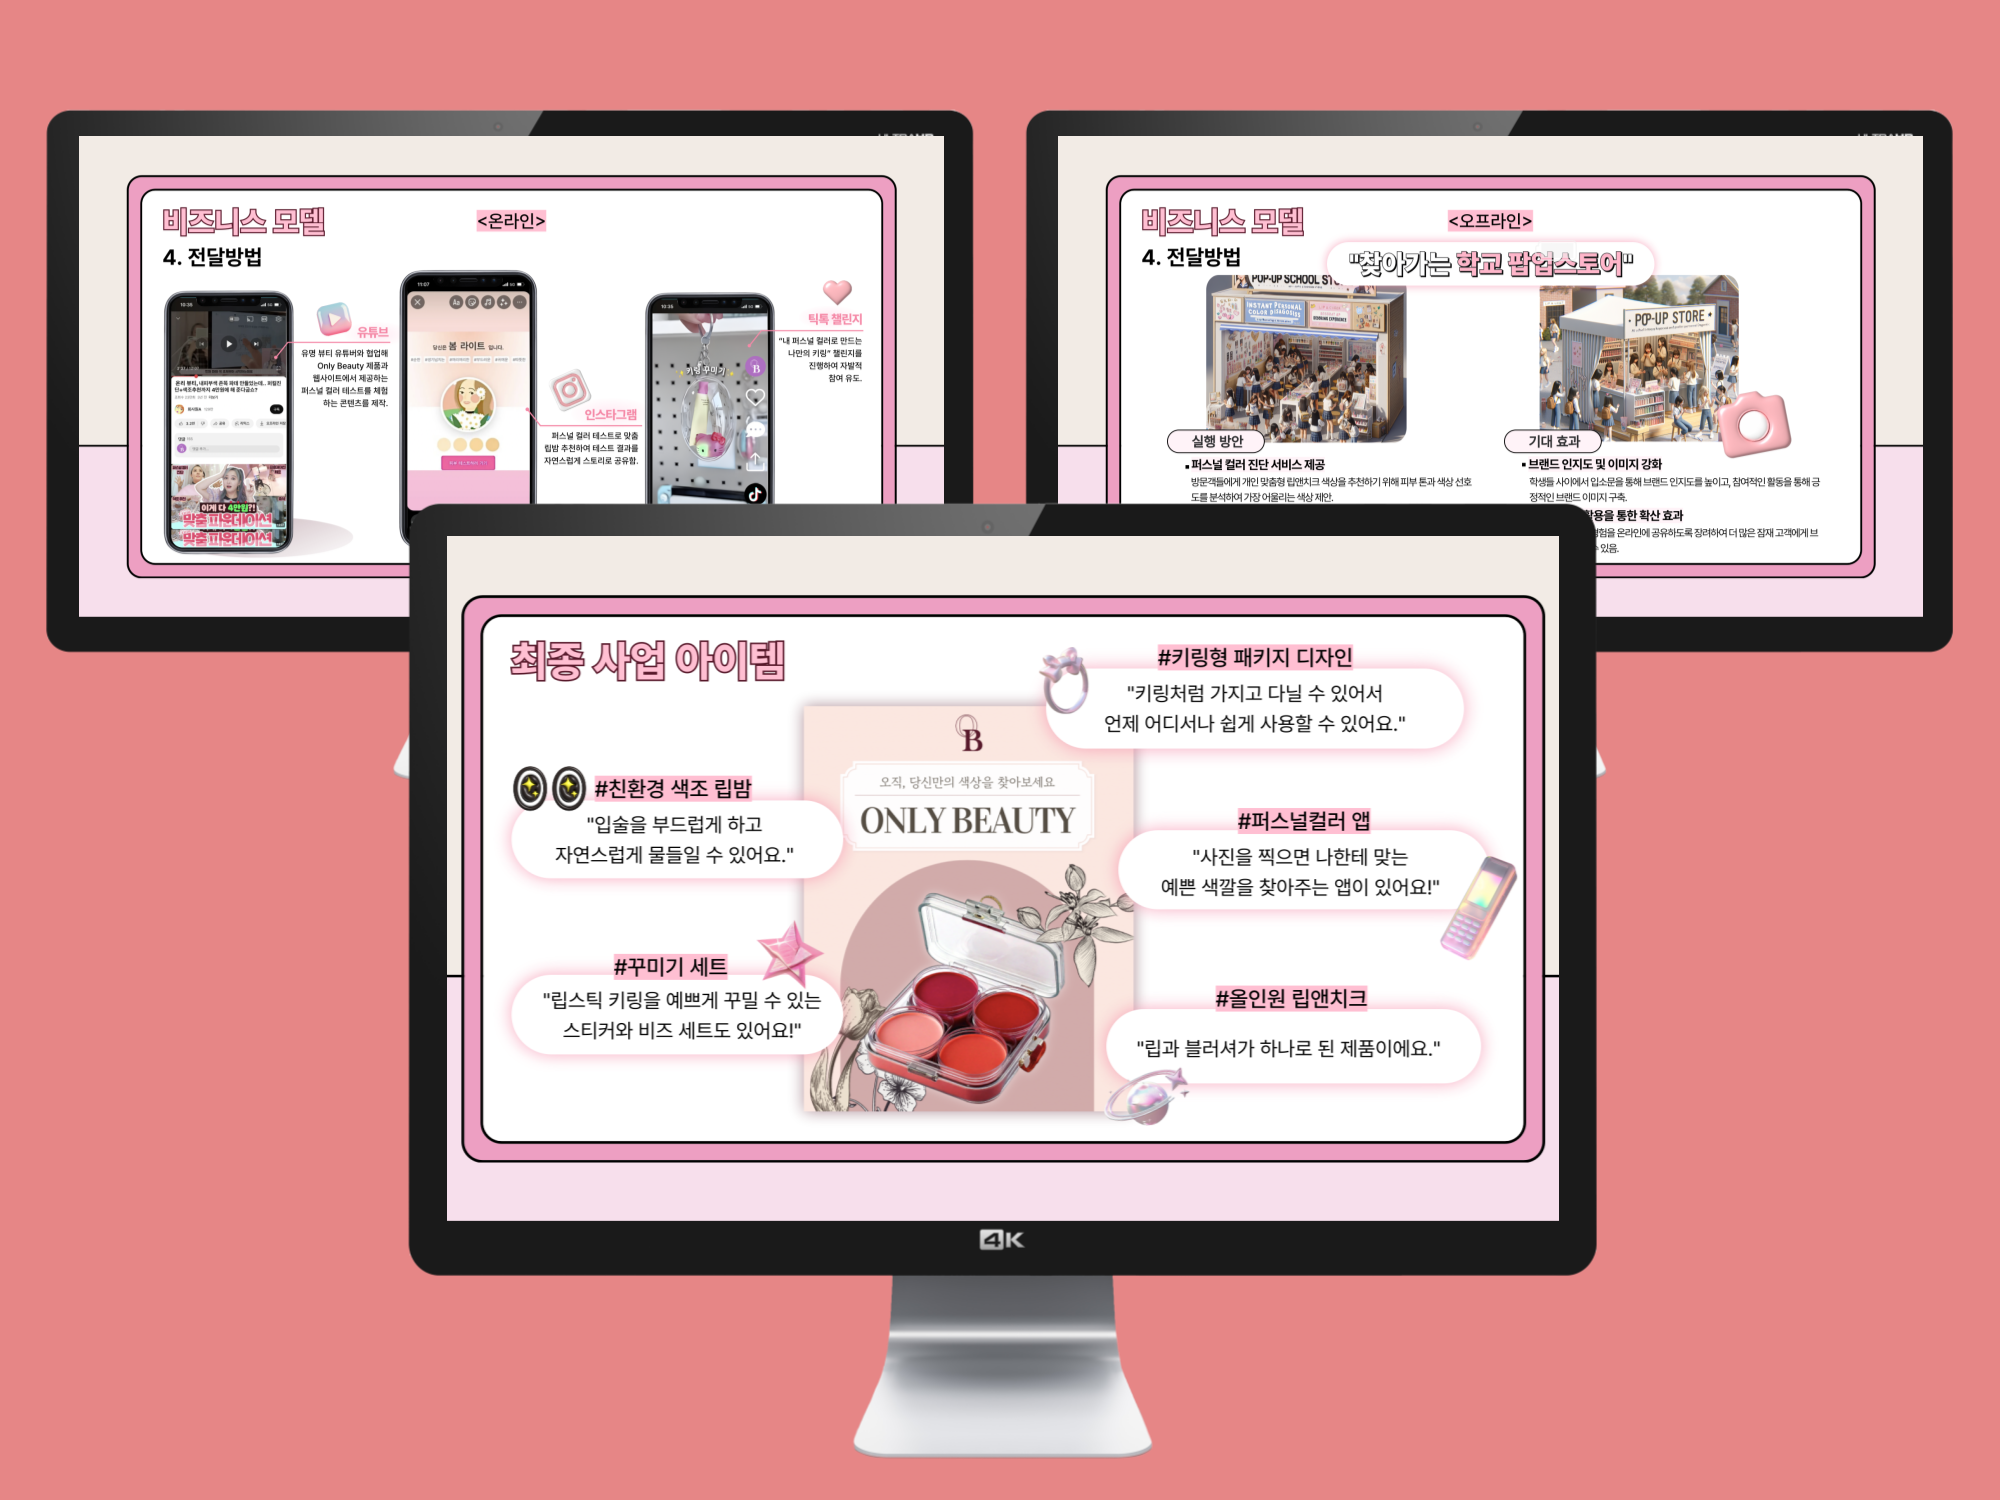 비즈니스 모델
<온라인>
4. 전달방법
10:36
유튜브
유명 뷰티 유튜버와 협업해
Only Beauty 제품과
웹사이트에서 제공하는
퍼스널 컬러 테스트를 체험
하는 콘텐츠를 제작.
이게 다 4만원?!
맞춤 파운데이션
맞춤 파운데이션
11:07
당신은 봄 라이트 입니다.
인스타그램
퍼스널 컬러 테스트로 맞춤
립밤 추천하여 테스트 결과를
자연스럽게 스토리로 공유함.
10:35
키링 꾸미기
틱톡 챌린지
"내 퍼스널 컬러로 만드는
나만의 키링" 챌린지를
진행하여 자발적
참여 유도.
비즈니스 모델
<오프라인>
4. 전달방법
"찾아가는 학교 팝업스토어"
POP-UP SCHOOL STO
INSTANT PERSONAL
POP-UP STORE
실행 방안
▪ 퍼스널 컬러 진단 서비스 제공
방문객들에게 개인 맞춤형 립앤치크 색상을 추천하기 위해 피부 톤과 색상 선호
도를 분석하여 가장 어울리는 색상 제안.
기대 효과
▪ 브랜드 인지도 및 이미지 강화
학생들 사이에서 입소문을 통해 브랜드 인지도를 높이고, 참여적인 활동을 통해 긍
정적인 브랜드 이미지 구축.
활용을 통한 확산 효과
경험을 온라인에 공유하도록 장려하여 더 많은 잠재 고객에게 브
수 있음.
최종 사업 아이템
#키링형 패키지 디자인
"키링처럼 가지고 다닐 수 있어서
언제 어디서나 쉽게 사용할 수 있어요."
#친환경 색조 립밤
"입술을 부드럽게 하고
자연스럽게 물들일 수 있어요."
#꾸미기 세트
"립스틱 키링을 예쁘게 꾸밀 수 있는
스티커와 비즈 세트도 있어요!"
OB
오직, 당신만의 색상을 찾아보세요
ONLY BEAUTY
#퍼스널컬러 앱
"사진을 찍으면 나한테 맞는
예쁜 색깔을 찾아주는 앱이 있어요!"
#올인원 립앤치크
"립과 블러셔가 하나로 된 제품이에요."
4K